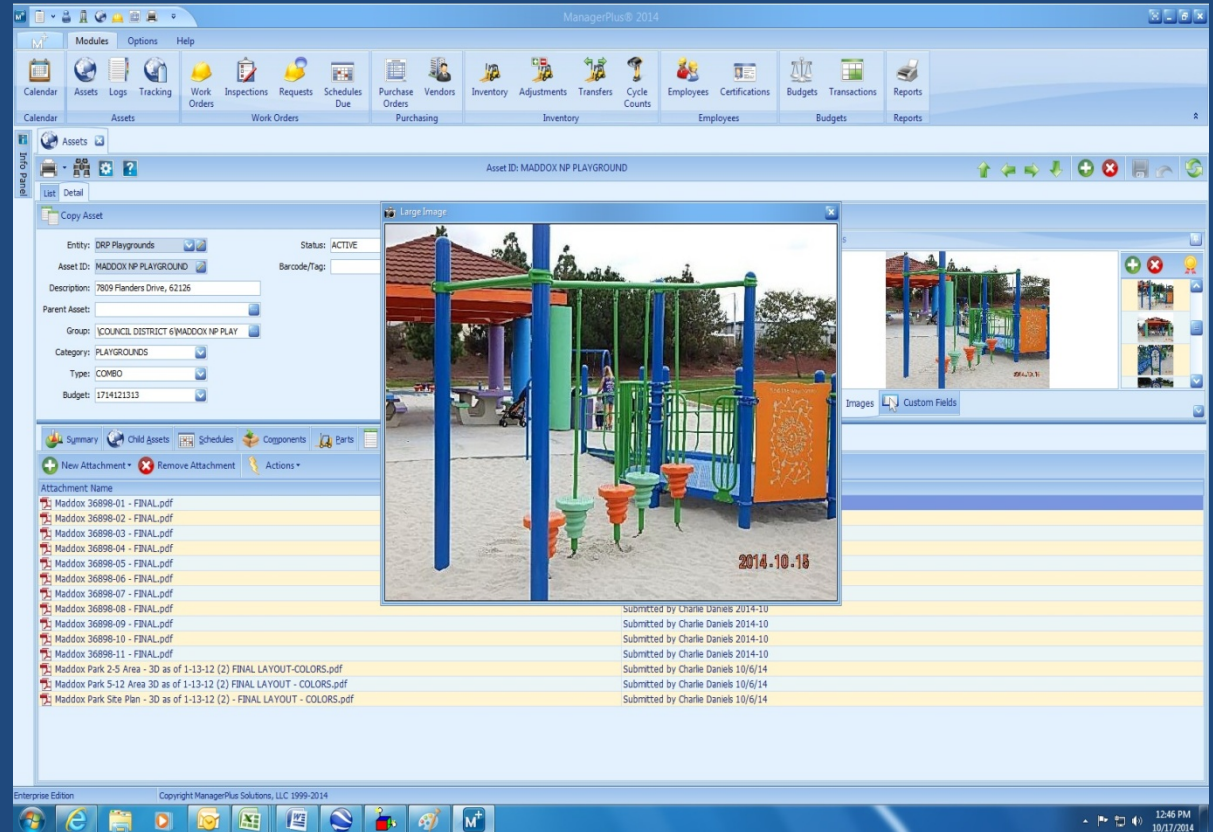 ManagerPlus® 2014
Modules Options Help
Calendar Assets Logs Tracking Work Orders Inspections Requests Schedules Due Purchase Orders Vendors Inventory Adjustments Transfers Cycle Counts Employees Certifications Budgets Transactions Reports
Calendar Assets Work Orders Purchasing Inventory Employees Budgets Reports
Info Panel
Assets
Asset ID: MADDOX NP PLAYGROUND
List Detail
Copy Asset
Large Image
Entity: DRP Playgrounds Status: ACTIVE
Asset ID: MADDOX NP PLAYGROUND Barcode/Tag:
Description: 7809 Flanders Drive, 62126
Parent Asset:
Group: \COUNCIL DISTRICT 6\MADDOX NP PLAY
Category: PLAYGROUNDS
Type: COMBO
Budget: 1714121313
Images Custom Fields
2014.10.15
Summary Child Assets Schedules Components Parts
New Attachment Remove Attachment Actions
Attachment Name
Maddox 36898-01 - FINAL.pdf
Maddox 36898-02 - FINAL.pdf
Maddox 36898-03 - FINAL.pdf
Maddox 36898-04 - FINAL.pdf
Maddox 36898-05 - FINAL.pdf
Maddox 36898-06 - FINAL.pdf
Maddox 36898-07 - FINAL.pdf
Maddox 36898-08 - FINAL.pdf Submitted by Charlie Daniels 2014-10
Maddox 36898-09 - FINAL.pdf Submitted by Charlie Daniels 2014-10
Maddox 36898-10 - FINAL.pdf Submitted by Charlie Daniels 2014-10
Maddox 36898-11 - FINAL.pdf Submitted by Charlie Daniels 2014-10
Maddox Park 2-5 Area - 3D as of 1-13-12 (2) FINAL LAYOUT-COLORS.pdf Submitted by Charlie Daniels 10/6/14
Maddox Park 5-12 Area 3D as of 1-13-12 (2) FINAL LAYOUT - COLORS.pdf Submitted by Charlie Daniels 10/6/14
Maddox Park Site Plan - 3D as of 1-13-12 (2) - FINAL LAYOUT - COLORS.pdf Submitted by Charlie Daniels 10/6/14
Enterprise Edition Copyright ManagerPlus Solutions, LLC 1999-2014
12:46 PM
10/17/2014